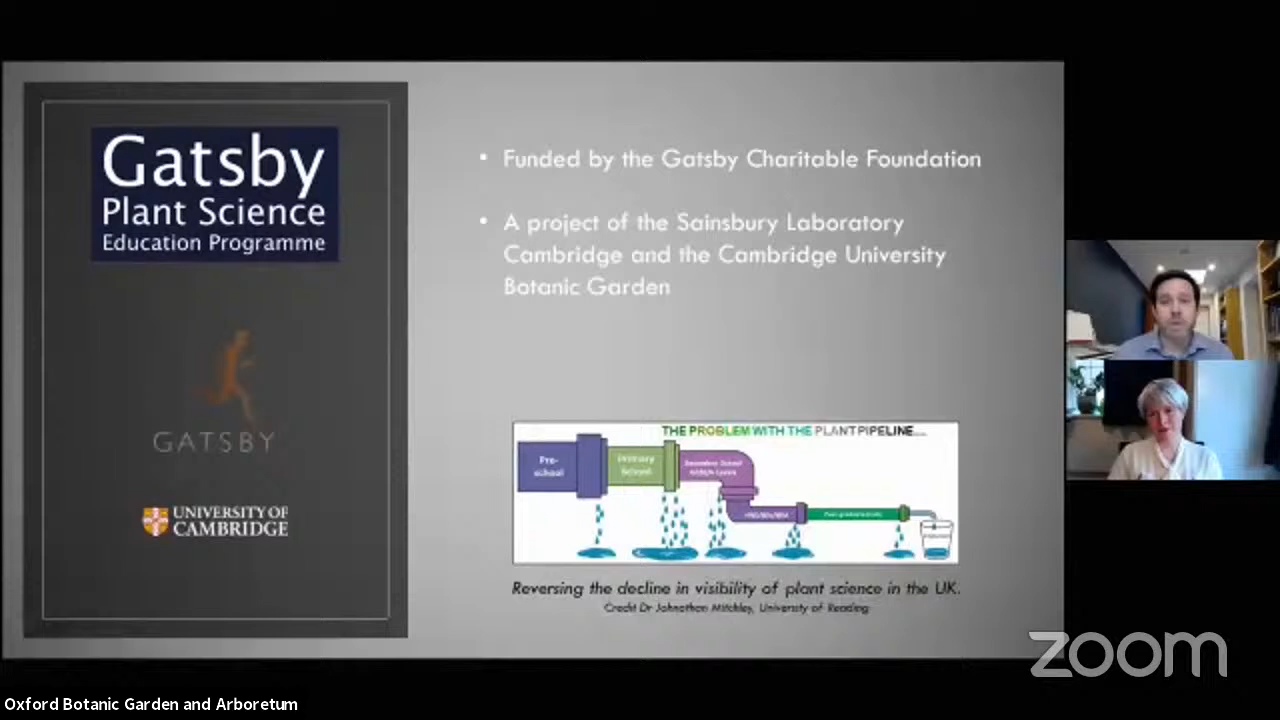 Gatsby
Plant Science
Education Programme
GATSBY
UNIVERSITY OF
CAMBRIDGE
• Funded by the Gatsby Charitable Foundation
• A project of the Sainsbury Laboratory
Cambridge and the Cambridge University
Botanic Garden
THE PROBLEM WITH THE PLANT PIPELINE....
Pre-
school
Primary
School
Secondary School
Reversing the decline in visibility of plant science in the UK.
Credit Dr Johnathan Mitchley, University of Reading
zoom
Oxford Botanic Garden and Arboretum